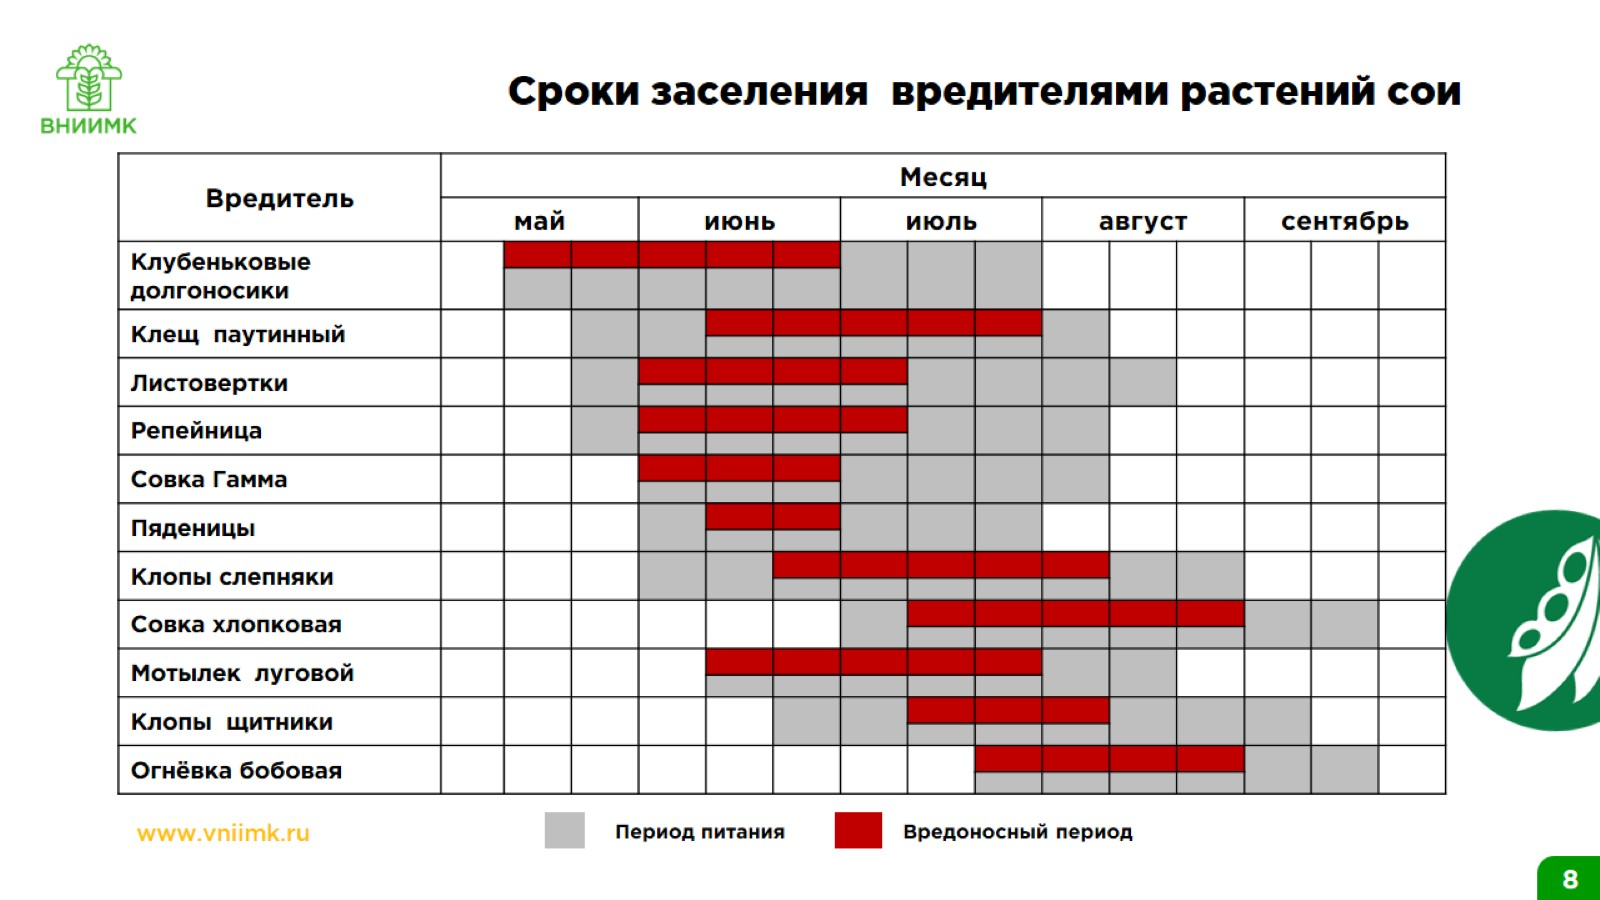 ВНИИМК
Сроки заселения вредителями растений сои
Вредитель
Месяц
май июнь июль август сентябрь
Клубеньковые
долгоносики
Клещ паутинный
Листовертки
Репейница
Совка Гамма
Пяденицы
Клопы слепняки
Совка хлопковая
Мотылек луговой
Клопы щитники
Огнёвка бобовая
www.vniimk.ru
Период питания
Вредоносный период
8